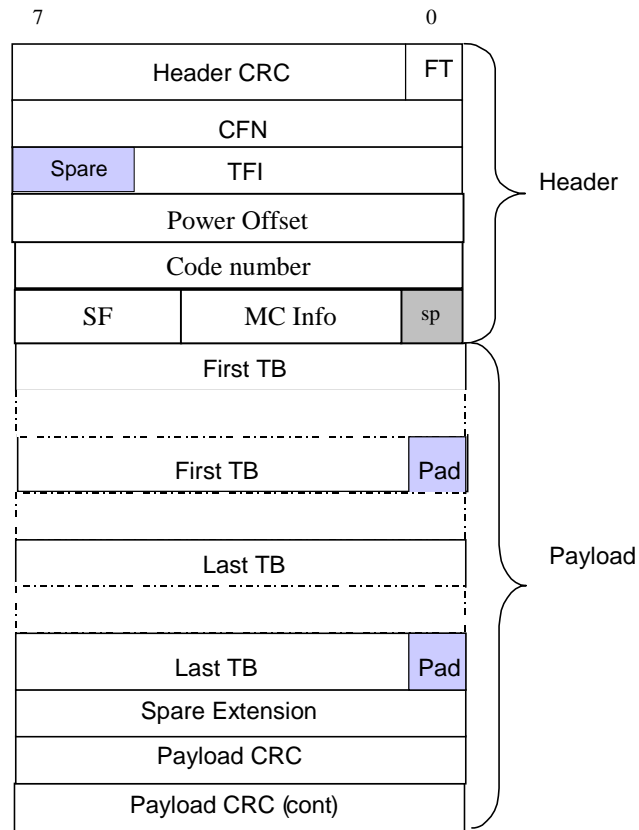 7 0
Header CRC FT
CFN
Spare TFI
Header
Power Offset
Code number
SF MC Info sp
First TB
First TB Pad
Last TB
Payload
Last TB Pad
Spare Extension
Payload CRC
Payload CRC (cont)